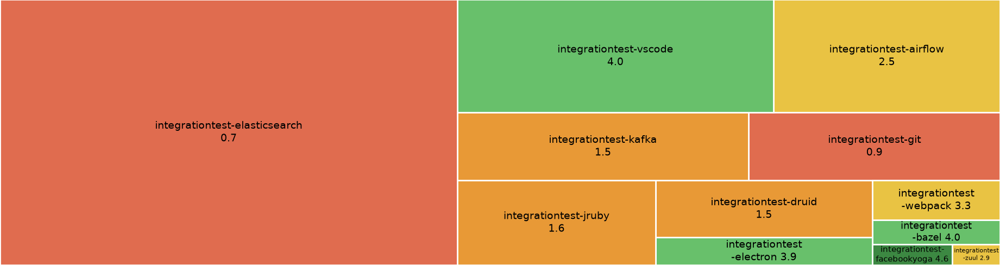 integrationtest-elasticsearch
0.7
integrationtest-vscode
4.0
integrationtest-airflow
2.5
integrationtest-kafka
1.5
integrationtest-git
0.9
integrationtest-jruby
1.6
integrationtest-druid
1.5
integrationtest
-electron 3.9
integrationtest
-webpack 3.3
integrationtest
-bazel 4.0
integrationtest-
facebookyoga 4.6
integrationtest
-zuul 2.9